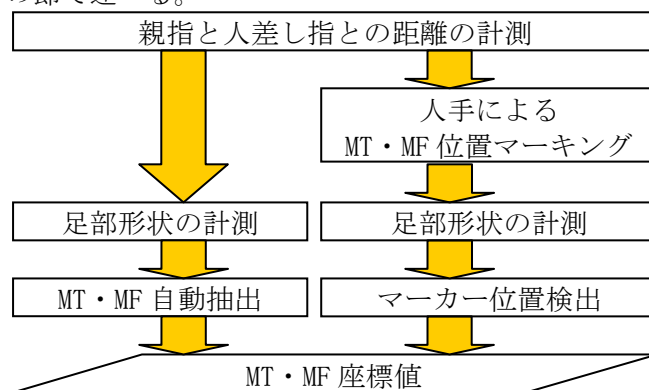 の節で述べる。
親指と人差し指との距離の計測
人手による
MT・MF 位置マーキング
足部形状の計測
足部形状の計測
MT・MF 自動抽出
マーカー位置検出
MT・MF 座標値